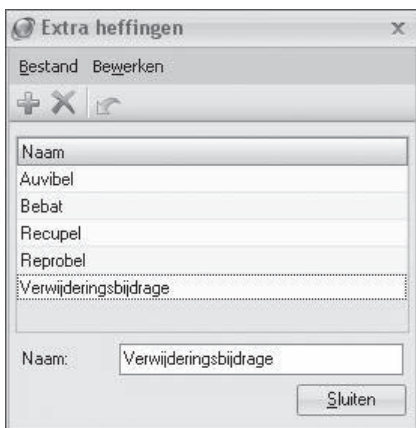 Extra heffingen
Bestand Bewerken
Naam
Auvibel
Bebat
Recupel
Reprobel
Verwijderingsbijdrage
Naam: Verwijderingsbijdrage
Sluiten